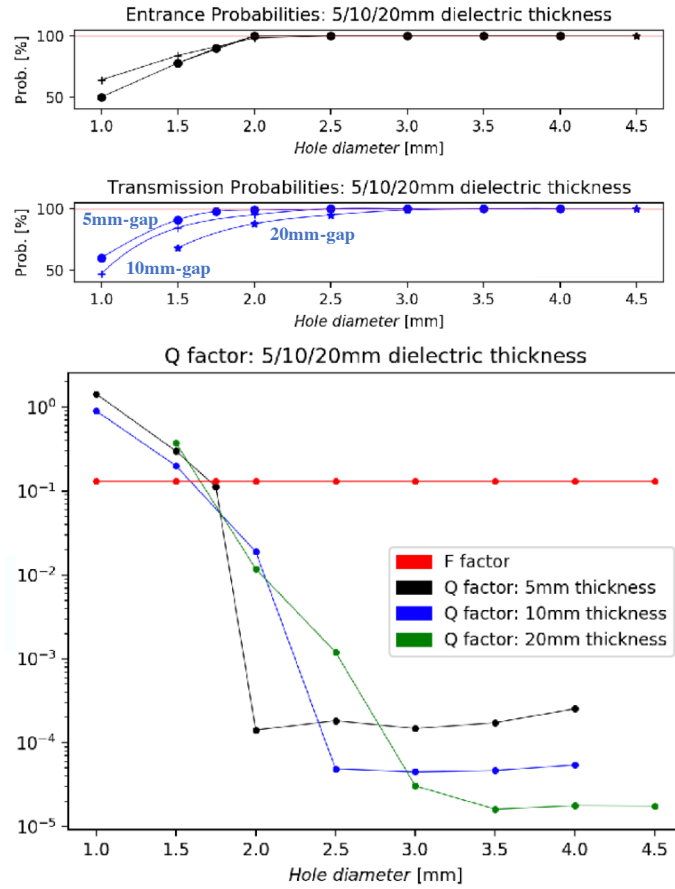 Entrance Probabilities: 5/10/20mm dielectric thickness
Prob. [%]
100
50
1.0 1.5 2.0 2.5 3.0 3.5 4.0 4.5
Hole diameter [mm]
Transmission Probabilities: 5/10/20mm dielectric thickness
Prob. [%]
100
50
5mm-gap
20mm-gap
10mm-gap
1.0 1.5 2.0 2.5 3.0 3.5 4.0 4.5
Hole diameter [mm]
Q factor: 5/10/20mm dielectric thickness
10⁰
10⁻¹
10⁻²
10⁻³
10⁻⁴
10⁻⁵
F factor
Q factor: 5mm thickness
Q factor: 10mm thickness
Q factor: 20mm thickness
1.0 1.5 2.0 2.5 3.0 3.5 4.0 4.5
Hole diameter [mm]